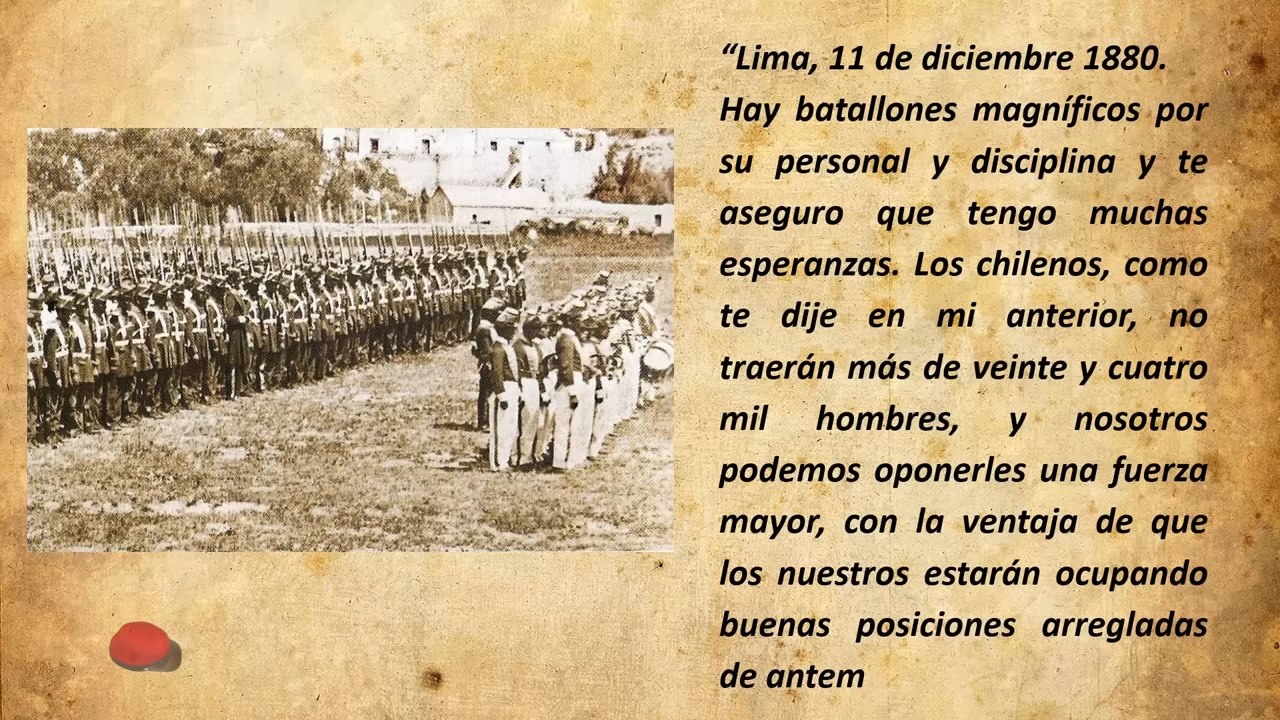 “Lima, 11 de diciembre 1880.
Hay batallones magníficos por
su personal y disciplina y te
aseguro que tengo muchas
esperanzas. Los chilenos, como
te dije en mi anterior, no
traerán más de veinte y cuatro
mil hombres, y nosotros
podemos oponerles una fuerza
mayor, con la ventaja de que
los nuestros estarán ocupando
buenas posiciones arregladas
de antem